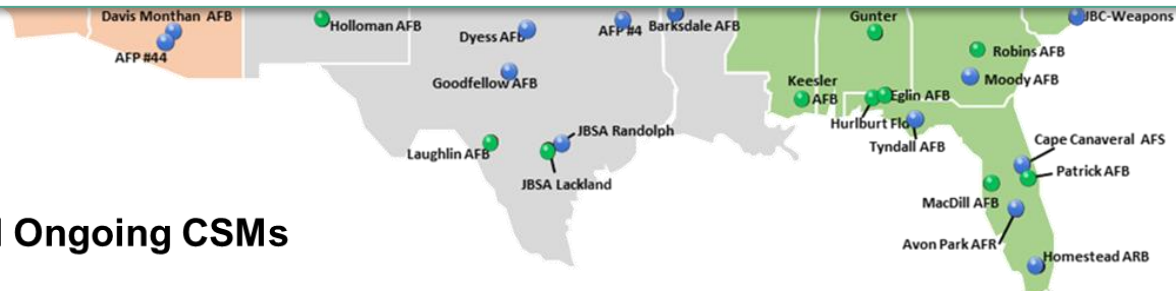 Davis Monthan AFB
AFP #44
Holloman AFB
Dyess AFB
AFP #4
Barksdale AFB
Goodfellow AFB
Laughlin AFB
JBSA Randolph
JBSA Lackland
Gunter
JBC-Weapons
Robins AFB
Moody AFB
Keesler
AFB
Eglin AFB
Hurlburt Fld
Tyndall AFB
Cape Canaveral AFS
Patrick AFB
MacDill AFB
Avon Park AFR
Homestead ARB
Ongoing CSMs